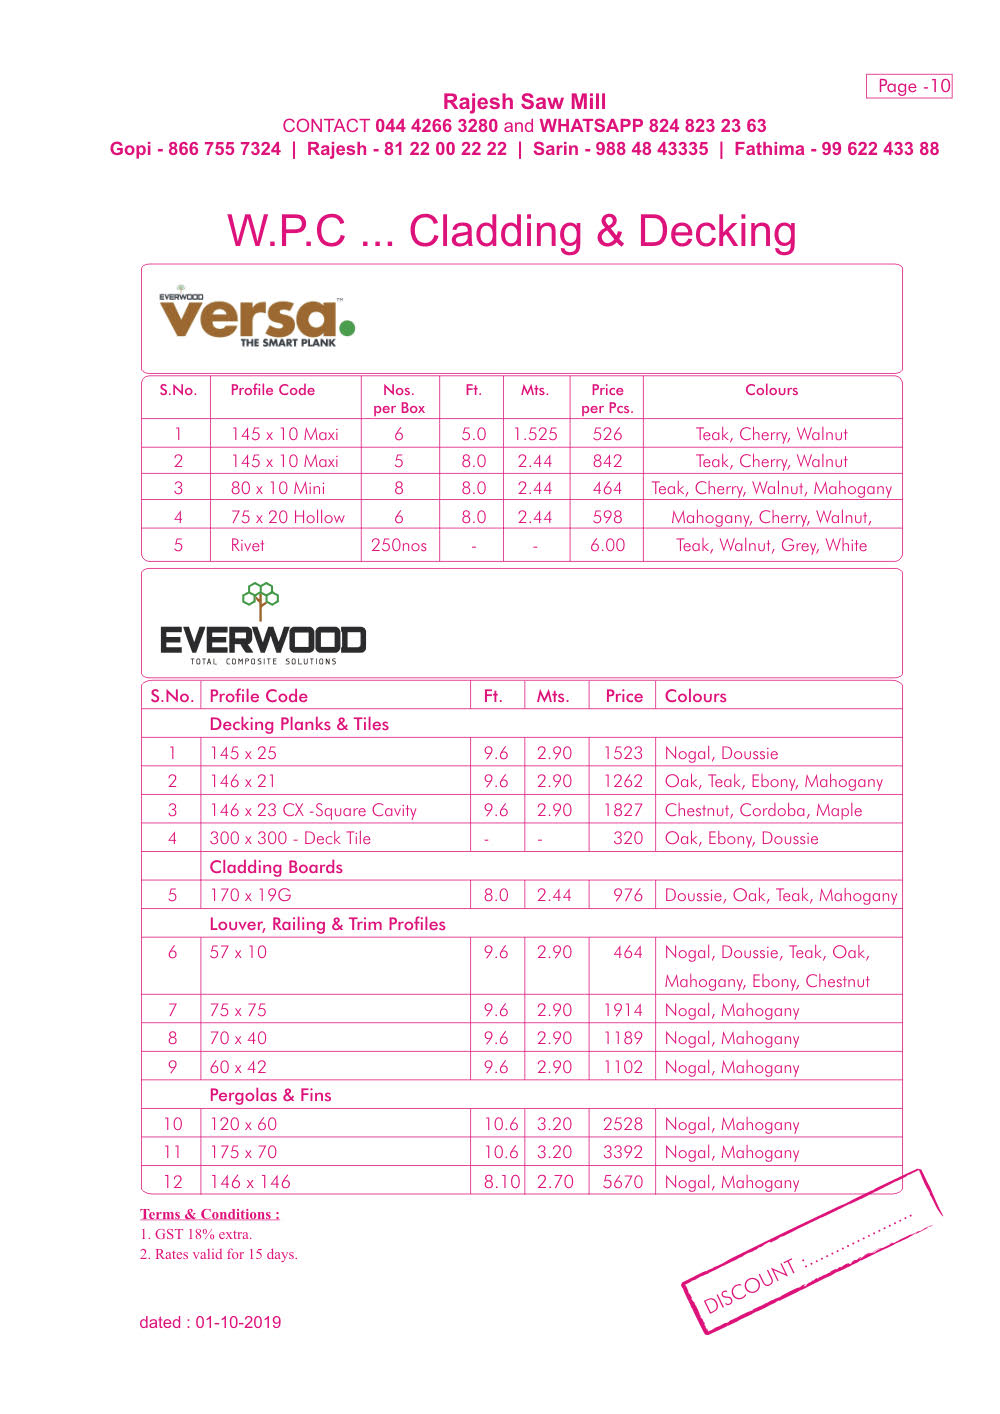 Page -10
Rajesh Saw Mill
CONTACT 044 4266 3280 and WHATSAPP 824 823 23 63
Gopi - 866 755 7324 | Rajesh - 81 22 00 22 22 | Sarin - 988 48 43335 | Fathima - 99 622 433 88
W.P.C ... Cladding & Decking
EVERWOOD
versa.™
THE SMART PLANK
S.No. Profile Code Nos. per Box Ft. Mts. Price per Pcs. Colours
1 145 x 10 Maxi 6 5.0 1.525 526 Teak, Cherry, Walnut
2 145 x 10 Maxi 5 8.0 2.44 842 Teak, Cherry, Walnut
3 80 x 10 Mini 8 8.0 2.44 464 Teak, Cherry, Walnut, Mahogany
4 75 x 20 Hollow 6 8.0 2.44 598 Mahogany, Cherry, Walnut,
5 Rivet 250nos - - 6.00 Teak, Walnut, Grey, White
EVERWOOD
TOTAL COMPOSITE SOLUTIONS
S.No. Profile Code Ft. Mts. Price Colours
Decking Planks & Tiles
1 145 x 25 9.6 2.90 1523 Nogal, Doussie
2 146 x 21 9.6 2.90 1262 Oak, Teak, Ebony, Mahogany
3 146 x 23 CX -Square Cavity 9.6 2.90 1827 Chestnut, Cordoba, Maple
4 300 x 300 - Deck Tile - - 320 Oak, Ebony, Doussie
Cladding Boards
5 170 x 19G 8.0 2.44 976 Doussie, Oak, Teak, Mahogany
Louver, Railing & Trim Profiles
6 57 x 10 9.6 2.90 464 Nogal, Doussie, Teak, Oak,
Mahogany, Ebony, Chestnut
7 75 x 75 9.6 2.90 1914 Nogal, Mahogany
8 70 x 40 9.6 2.90 1189 Nogal, Mahogany
9 60 x 42 9.6 2.90 1102 Nogal, Mahogany
Pergolas & Fins
10 120 x 60 10.6 3.20 2528 Nogal, Mahogany
11 175 x 70 10.6 3.20 3392 Nogal, Mahogany
12 146 x 146 8.10 2.70 5670 Nogal, Mahogany
Terms & Conditions :
1. GST 18% extra.
2. Rates valid for 15 days.
DISCOUNT :......................
dated : 01-10-2019